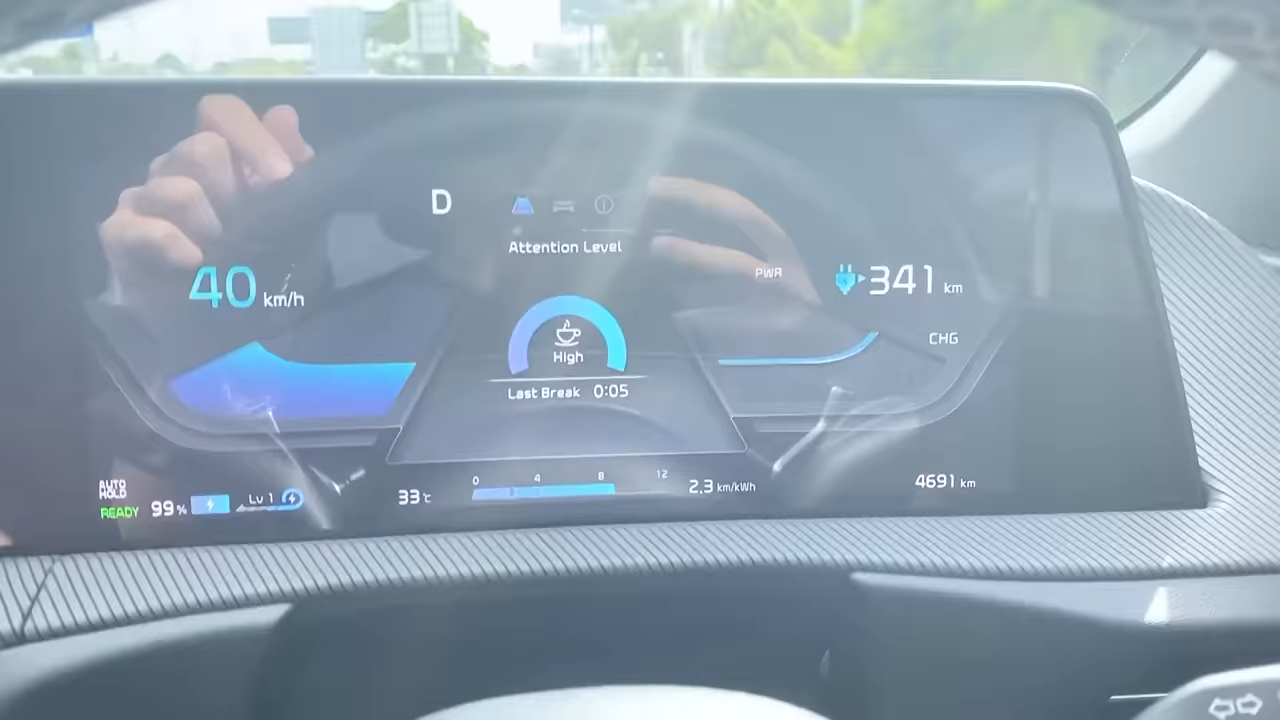 D
Attention Level
40 km/h
PWR
341 km
High
CHG
Last Break 0:05
0 4 8 12
AUTO
HOLD
READY
99%
Lv 1
33℃
2.3 km/kWh
4691 km